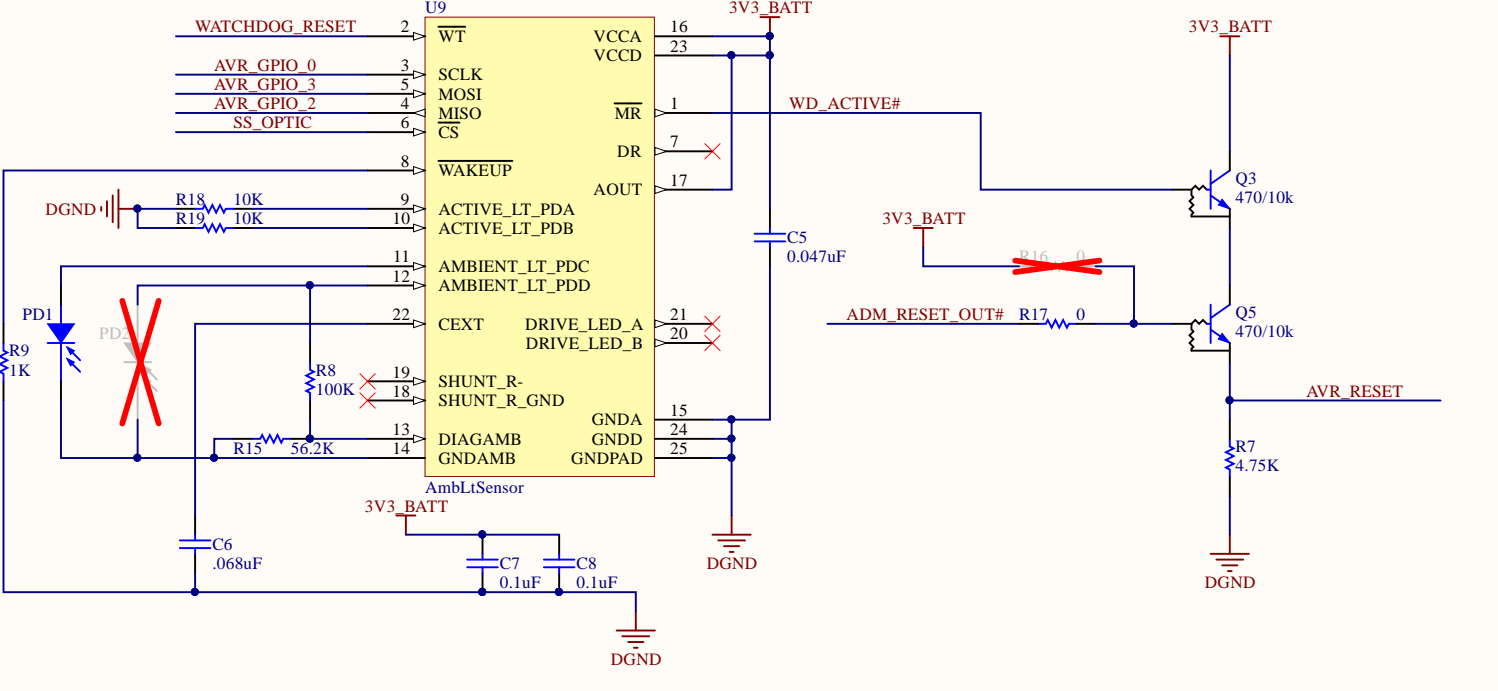 U9
3V3_BATT
WATCHDOG_RESET 2 WT VCCA 16
VCCD 23
3V3_BATT
AVR_GPIO_0 3 SCLK
AVR_GPIO_3 5 MOSI
AVR_GPIO_2 4 MISO MR 1 WD_ACTIVE#
SS_OPTIC 6 CS
DR 7
8 WAKEUP
Q3
470/10k
AOUT 17
DGND R18 10K 9 ACTIVE_LT_PDA
R19 10K 10 ACTIVE_LT_PDB
3V3_BATT
C5
0.047uF
11 AMBIENT_LT_PDC
R16 0
12 AMBIENT_LT_PDD
PD1
PD2
22 CEXT DRIVE_LED_A 21
DRIVE_LED_B 20
ADM_RESET_OUT# R17 0
Q5
470/10k
R9
1K
R8
100K
19 SHUNT_R-
18 SHUNT_R_GND
AVR_RESET
GNDA 15
13 DIAGAMB GNDD 24
R15 56.2K 14 GNDAMB GNDPAD 25
R7
4.75K
AmbLtSensor
3V3_BATT
C6
.068uF
C7
0.1uF
C8
0.1uF
DGND
DGND
DGND